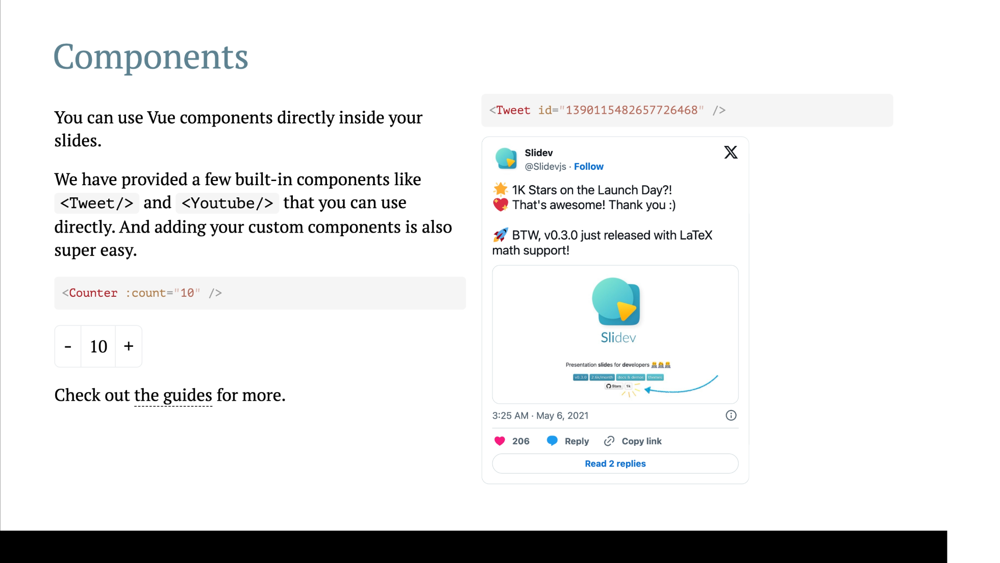 Components
You can use Vue components directly inside your
slides.
We have provided a few built-in components like
<Tweet/> and <Youtube/> that you can use
directly. And adding your custom components is also
super easy.
<Counter :count="10" />
- 10 +
Check out the guides for more.
<Tweet id="1390115482657726468" />
Slidev
@Slidevjs · Follow
🌟 1K Stars on the Launch Day?!
💖 That's awesome! Thank you :)
🚀 BTW, v0.3.0 just released with LaTeX
math support!
Slidev
Presentation slides for developers 🧑‍💻👩‍💻👨‍💻
v0.3.0 2.6k/month docs & demos themes
Stars 1k
3:25 AM · May 6, 2021
206 Reply Copy link
Read 2 replies